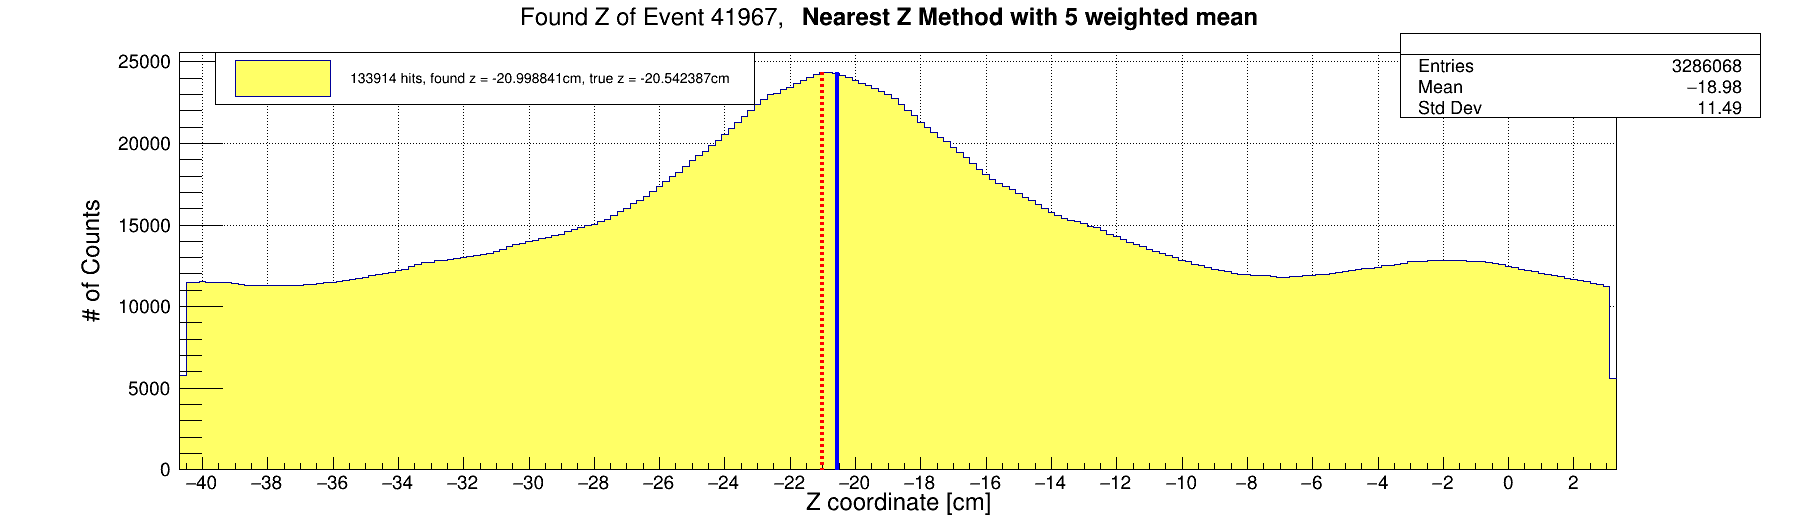 Found Z of Event 41967, Nearest Z Method with 5 weighted mean
133914 hits, found z = -20.998841cm, true z = -20.542387cm
Entries 3286068
Mean −18.98
Std Dev 11.49
# of Counts
25000
20000
15000
10000
5000
0
−40 −38 −36 −34 −32 −30 −28 −26 −24 −22 −20 −18 −16 −14 −12 −10 −8 −6 −4 −2 0 2
Z coordinate [cm]